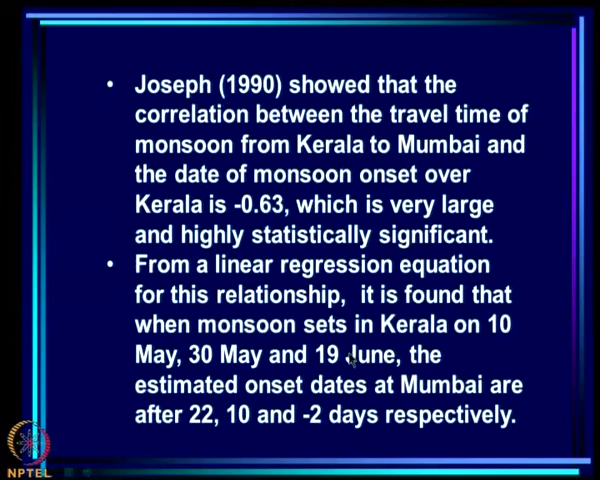 • Joseph (1990) showed that the
correlation between the travel time of
monsoon from Kerala to Mumbai and
the date of monsoon onset over
Kerala is -0.63, which is very large
and highly statistically significant.
• From a linear regression equation
for this relationship, it is found that
when monsoon sets in Kerala on 10
May, 30 May and 19 June, the
estimated onset dates at Mumbai are
after 22, 10 and -2 days respectively.
NPTEL